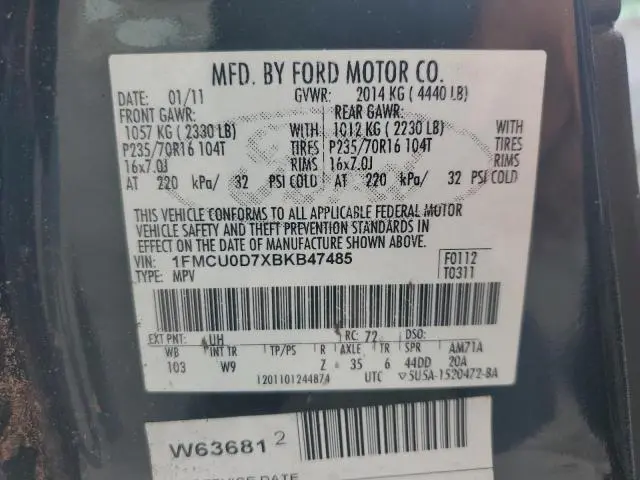 MFD. BY FORD MOTOR CO.
DATE: 01/11 GVWR: 2014 KG ( 4440 LB)
FRONT GAWR: REAR GAWR:
1057 KG ( 2330 LB) WITH 1012 KG ( 2230 LB) WITH
P235/70R16 104T TIRES P235/70R16 104T TIRES
16x7.0J RIMS 16x7.0J RIMS
AT 220 kPa/ 32 PSI COLD AT 220 kPa/ 32 PSI COLD
THIS VEHICLE CONFORMS TO ALL APPLICABLE FEDERAL MOTOR
VEHICLE SAFETY AND THEFT PREVENTION STANDARDS IN
EFFECT ON THE DATE OF MANUFACTURE SHOWN ABOVE.
VIN: 1FMCU0D7XBKB47485 F0112
TYPE: MPV T0311
EXT PNT: UH RC: 72 DSO:
WB INT TR TP/PS R AXLE TR SPR AM71A
103 W9 Z 35 6 44DD 20A
1201101244874 UTC 5U5A-1520472-BA
W63681 2